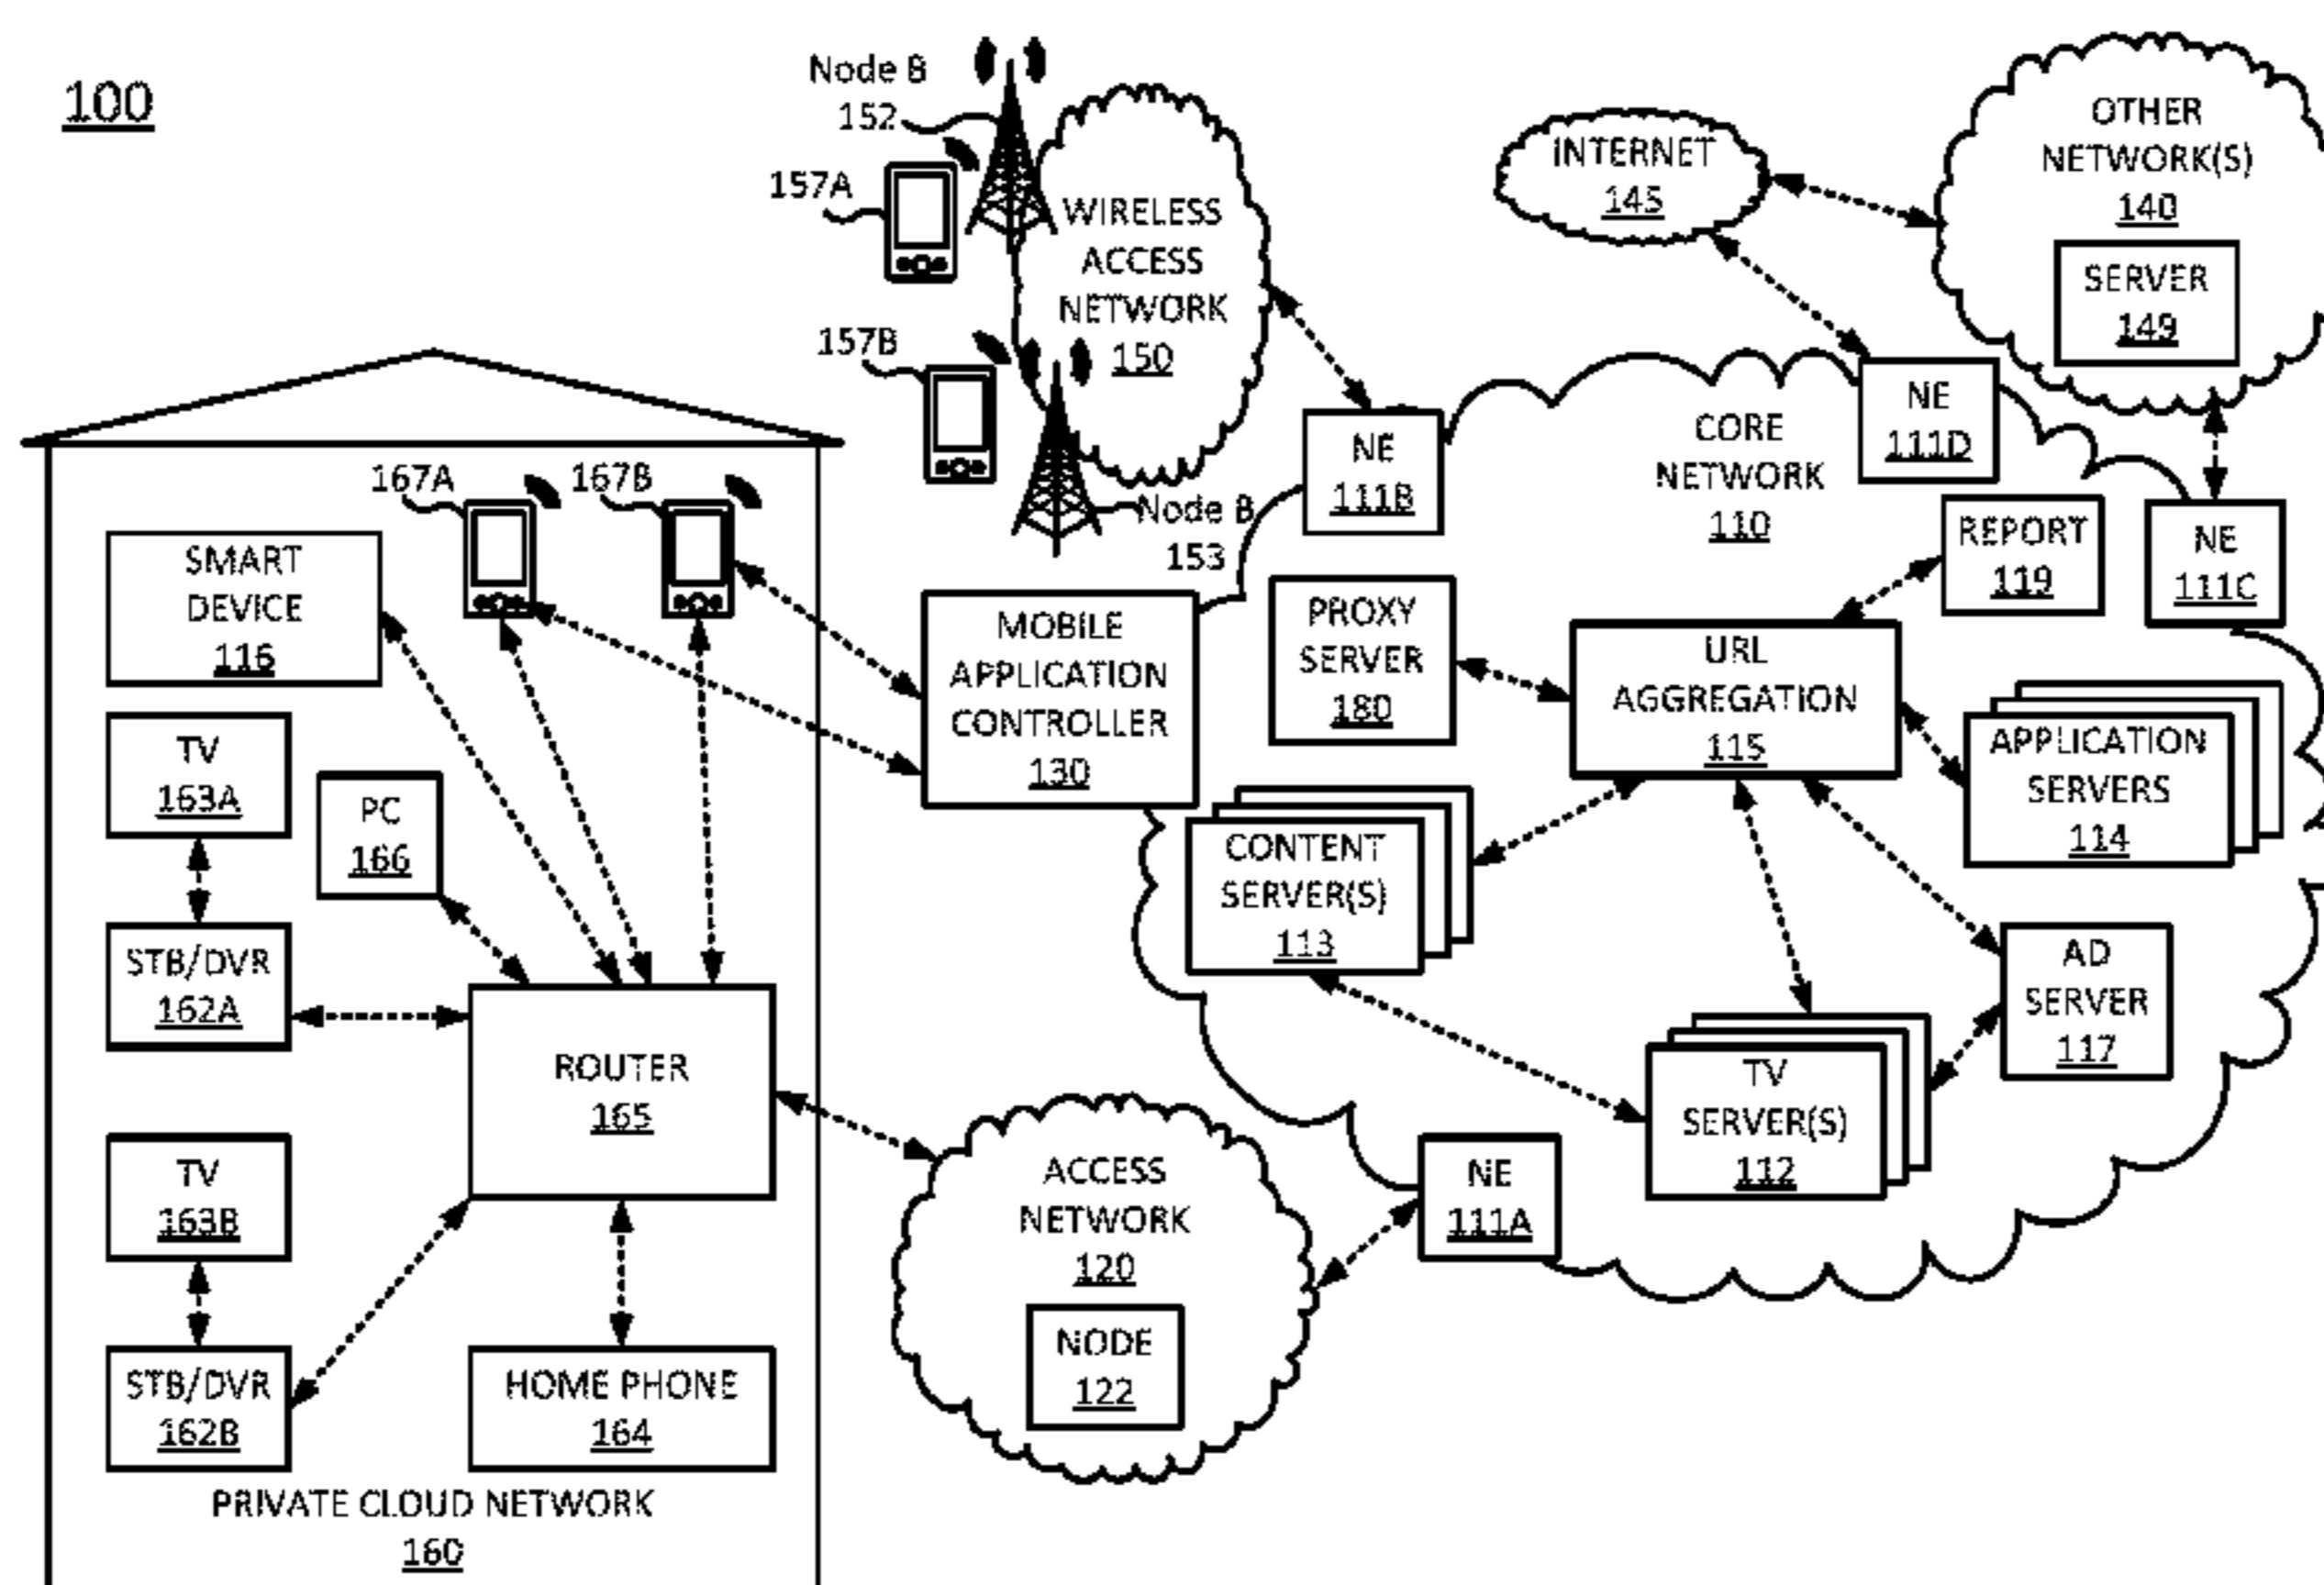 100
Node B
152
157A
WIRELESS
ACCESS
NETWORK
150
157B
Node B
153
INTERNET
145
OTHER
NETWORK(S)
140
SERVER
149
NE
111B
CORE
NETWORK
110
NE
111D
NE
111C
REPORT
119
167A
167B
SMART
DEVICE
116
TV
163A
PC
166
STB/DVR
162A
ROUTER
165
TV
163B
STB/DVR
162B
HOME PHONE
164
PRIVATE CLOUD NETWORK
160
MOBILE
APPLICATION
CONTROLLER
130
PROXY
SERVER
180
URL
AGGREGATION
115
APPLICATION
SERVERS
114
CONTENT
SERVER(S)
113
AD
SERVER
117
TV
SERVER(S)
112
NE
111A
ACCESS
NETWORK
120
NODE
122